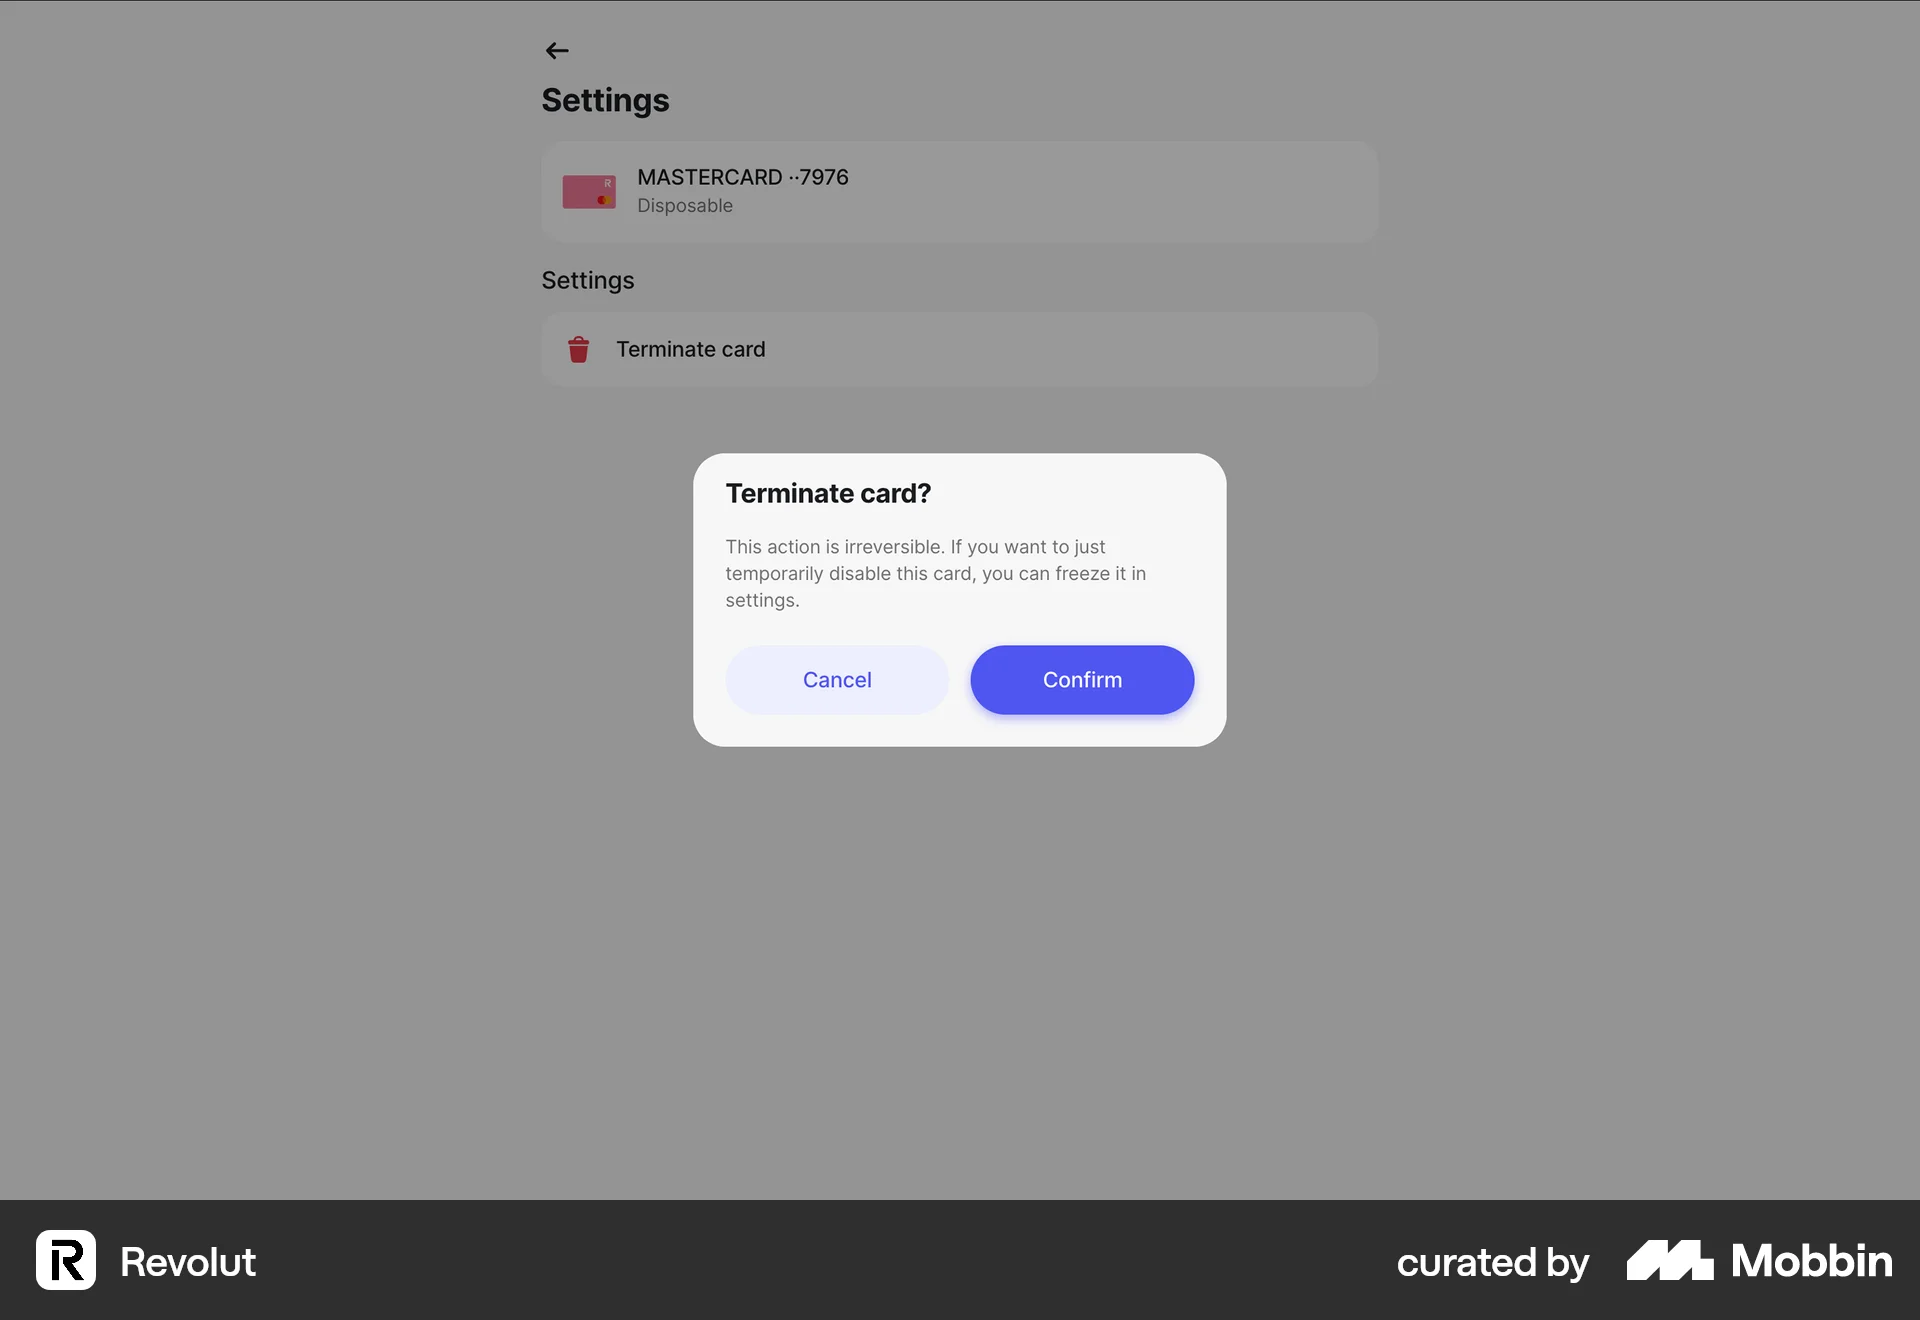 Settings
MASTERCARD ··7976
Disposable
Settings
Terminate card
Terminate card?
This action is irreversible. If you want to just
temporarily disable this card, you can freeze it in
settings.
Cancel
Confirm
Revolut
curated by
Mobbin